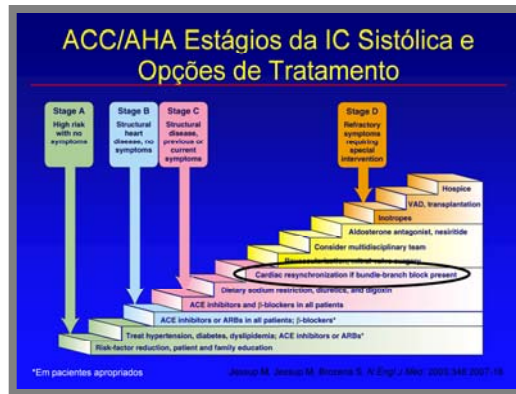 ACC/AHA Estágios da IC Sistólica e
Opções de Tratamento
Stage A
High risk
with no
symptoms
Stage B
Structural
heart
disease, no
symptoms
Stage C
Structural
disease,
previous or
current
symptoms
Stage D
Refractory
symptoms
requiring
special
intervention
Hospice
VAD, transplantation
Inotropes
Aldosterone antagonist, nesiritide
Consider multidisciplinary team
Revascularization, mitral-valve surgery
Cardiac resynchronization if bundle-branch block present
Dietary sodium restriction, diuretics, and digoxin
ACE inhibitors and β-blockers in all patients
ACE inhibitors or ARBs in all patients; β-blockers*
Treat hypertension, diabetes, dyslipidemia; ACE inhibitors or ARBs*
Risk-factor reduction, patient and family education
*Em pacientes apropriados
Jessup M, Jessup M, Brozena S. N Engl J Med. 2003;348:2007-18